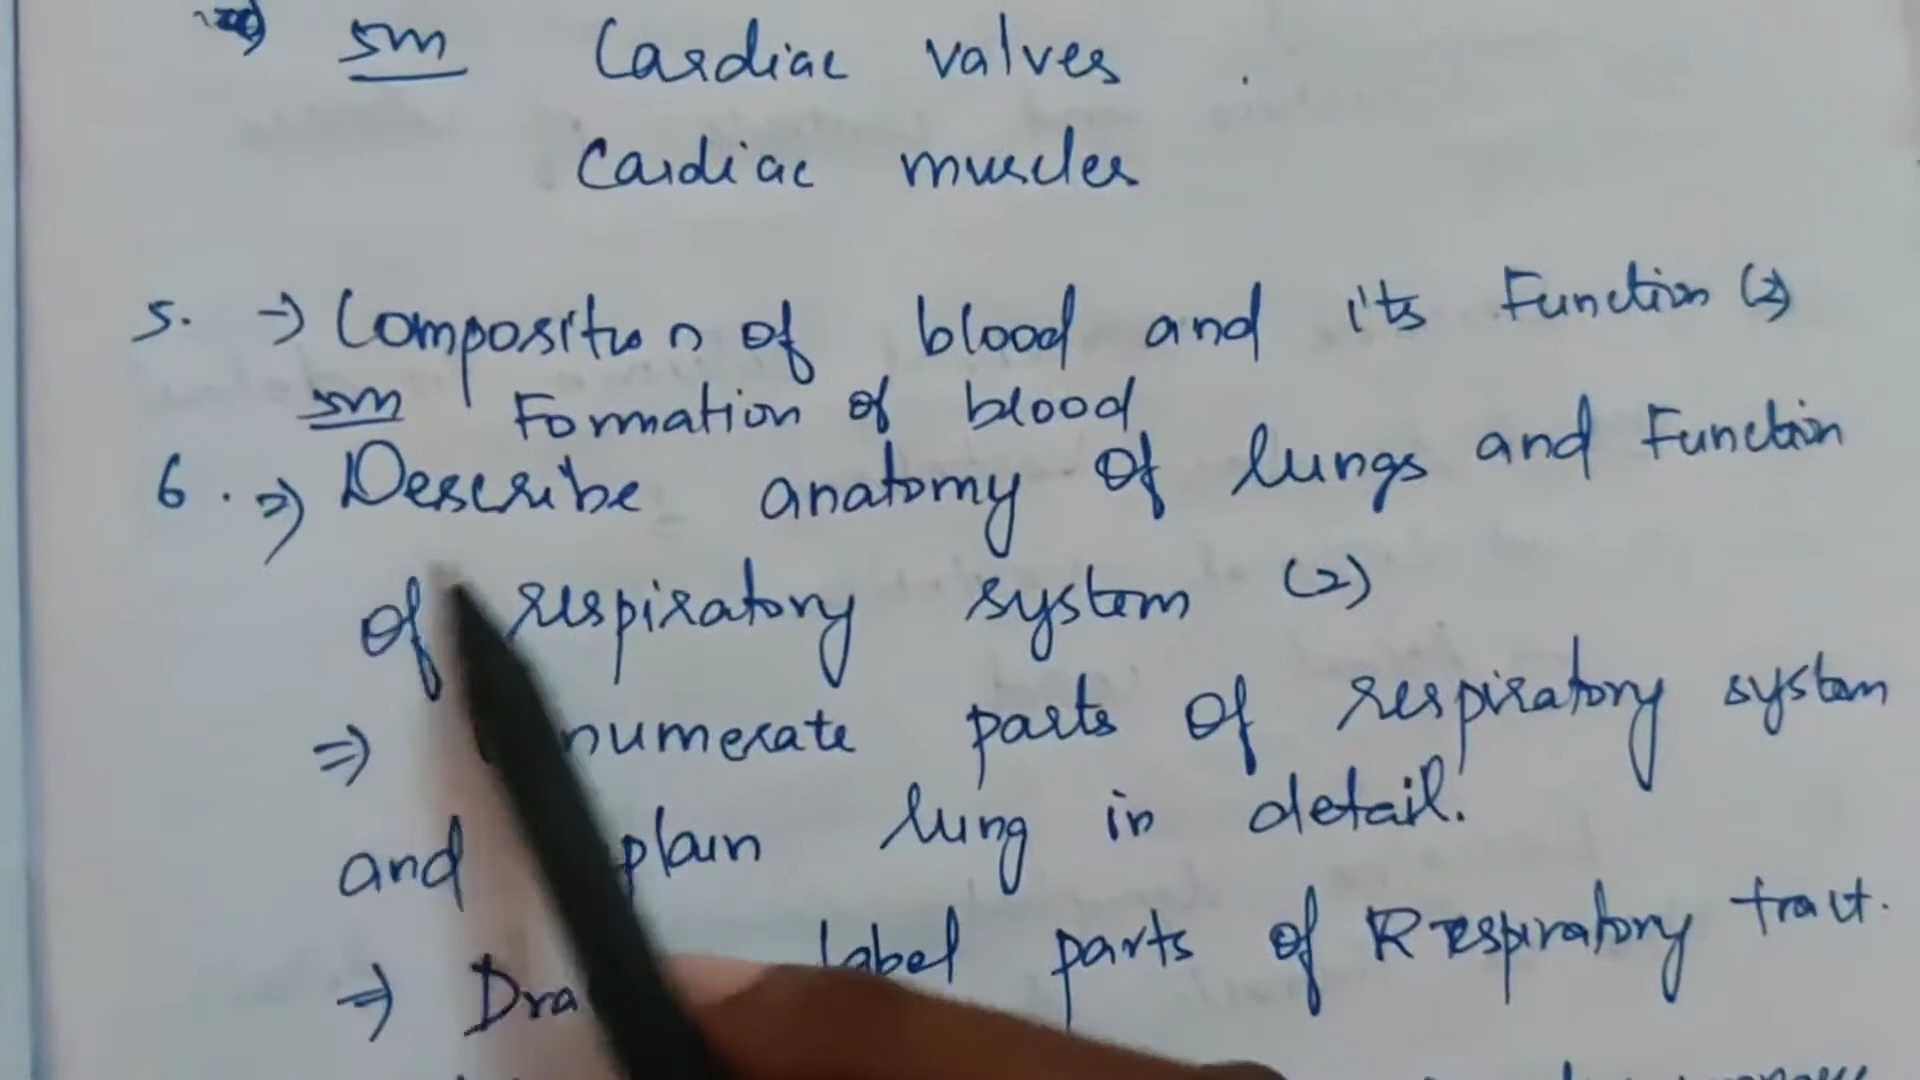 5m Cardiac valves
Cardiac muscles
5. → Composition of blood and its Function (2)
5m Formation of blood
6. ⇒ Describe anatomy of lungs and Function
of respiratory system (2)
⇒ numerate parts of respiratory system
and plain lung in detail.
⇒ Dra label parts of Respiratory tract.